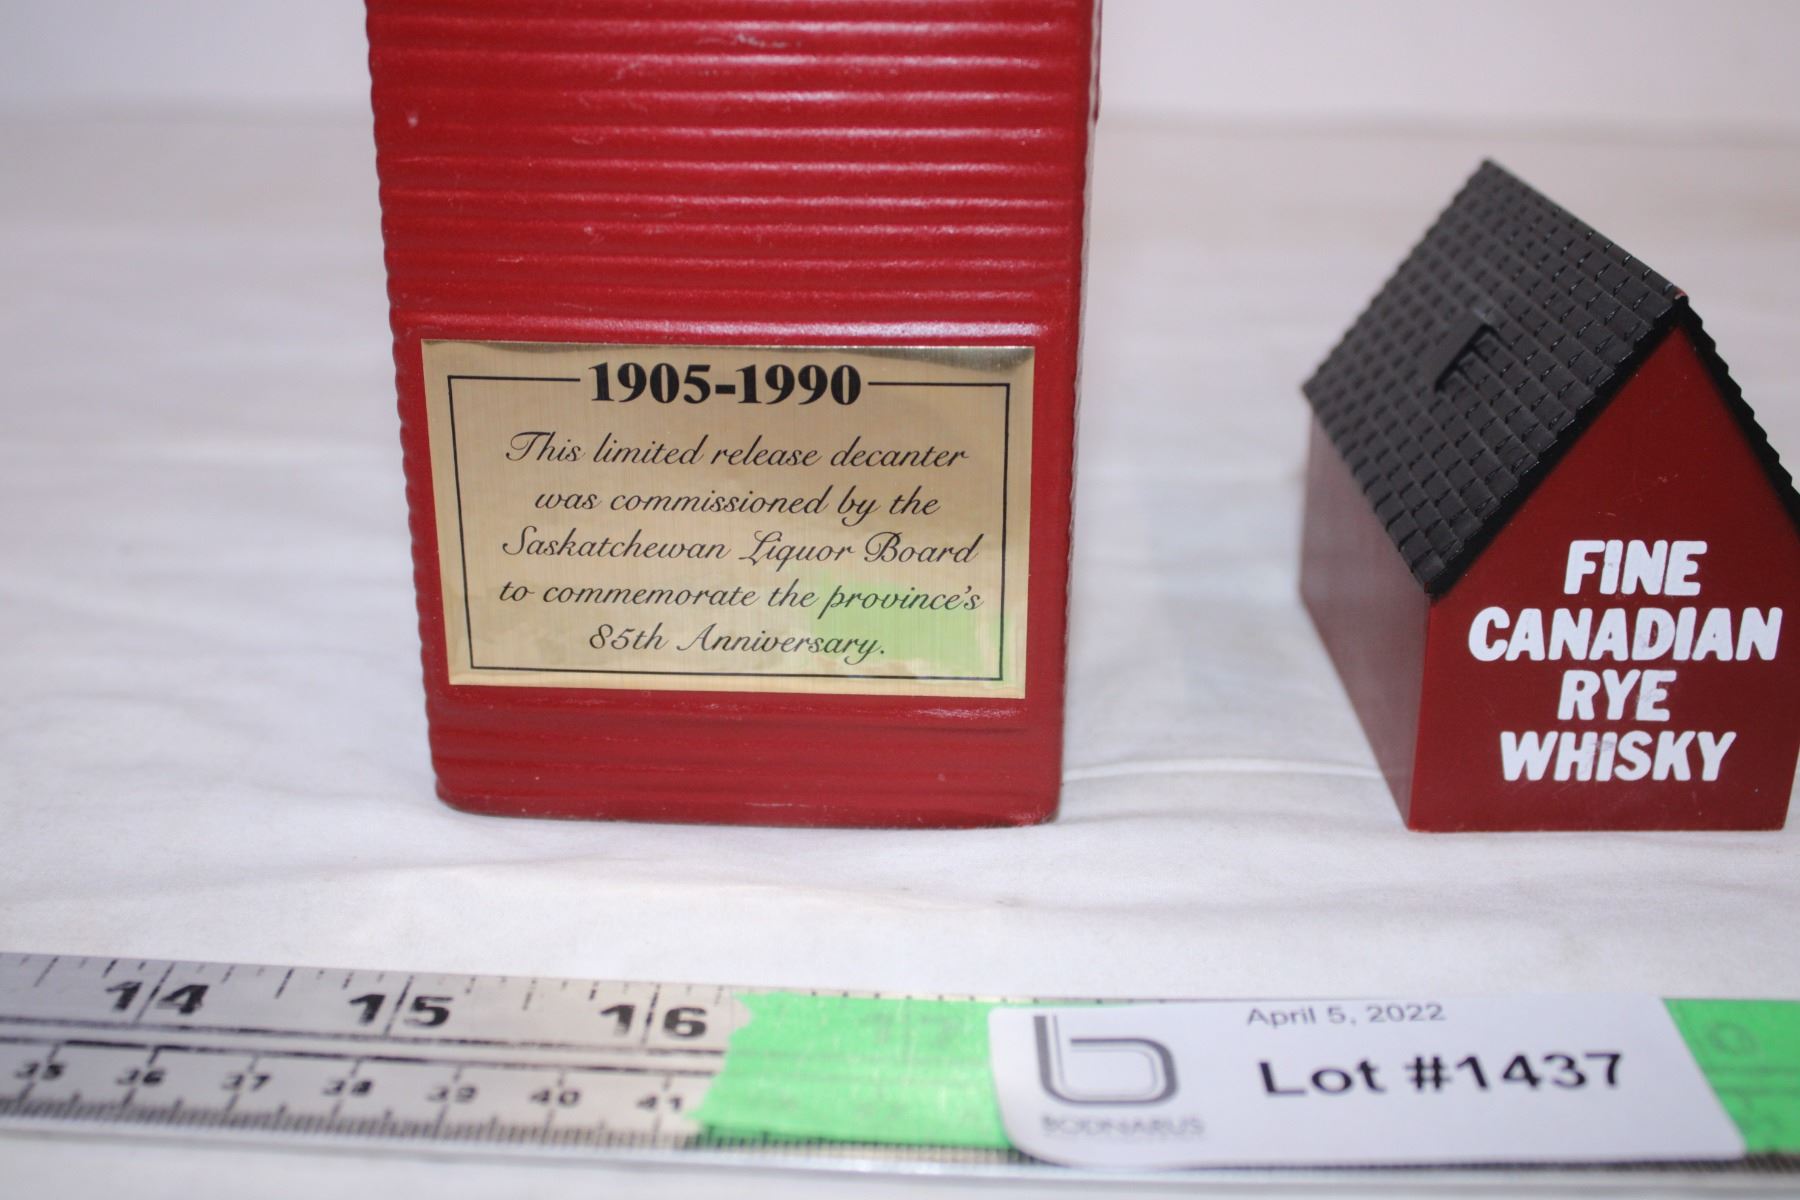 1905-1990
This limited release decanter
was commissioned by the
Saskatchewan Liquor Board
to commemorate the province's
85th Anniversary.
FINE
CANADIAN
RYE
WHISKY
14 15 16 17
35 36 37 38 39 40 41
April 5, 2022
Lot #1437
b
BODNARUS